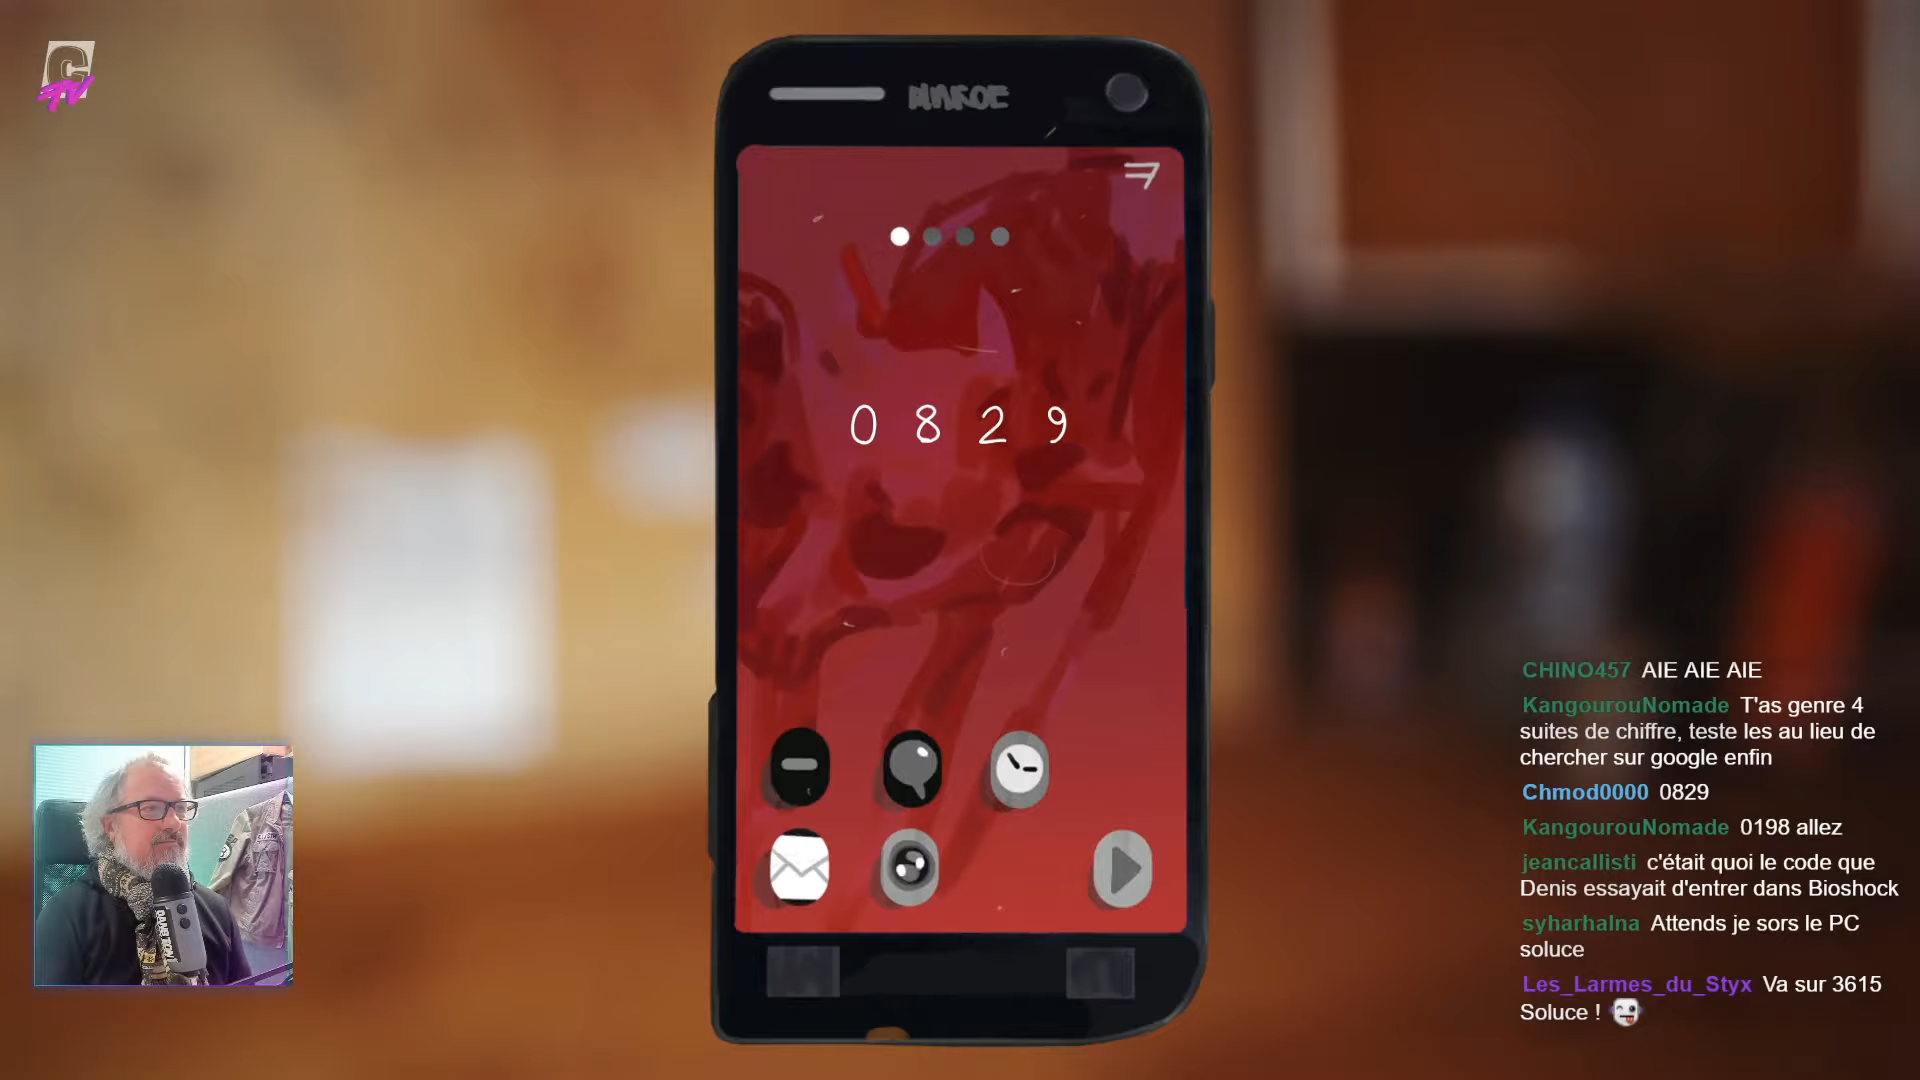 C
TV
0 8 2 9
CHINO457 AIE AIE AIE
KangourouNomade T'as genre 4
suites de chiffre, teste les au lieu de
chercher sur google enfin
Chmod0000 0829
KangourouNomade 0198 allez
jeancallisti c'était quoi le code que
Denis essayait d'entrer dans Bioshock
syharhalna Attends je sors le PC
soluce
Les_Larmes_du_Styx Va sur 3615
Soluce !